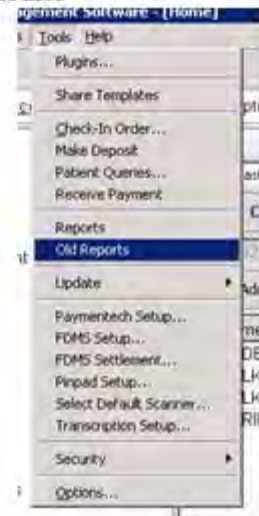 agement Software - [Home]
Tools Help
Plugins...
Share Templates
Check-In Order...
Make Deposit
Patient Queries...
Receive Payment
Reports
Old Reports
Update
Paymentech Setup...
FDMS Setup...
FDMS Settlement...
Pinpad Setup...
Select Default Scanner...
Transcription Setup...
Security
Options...